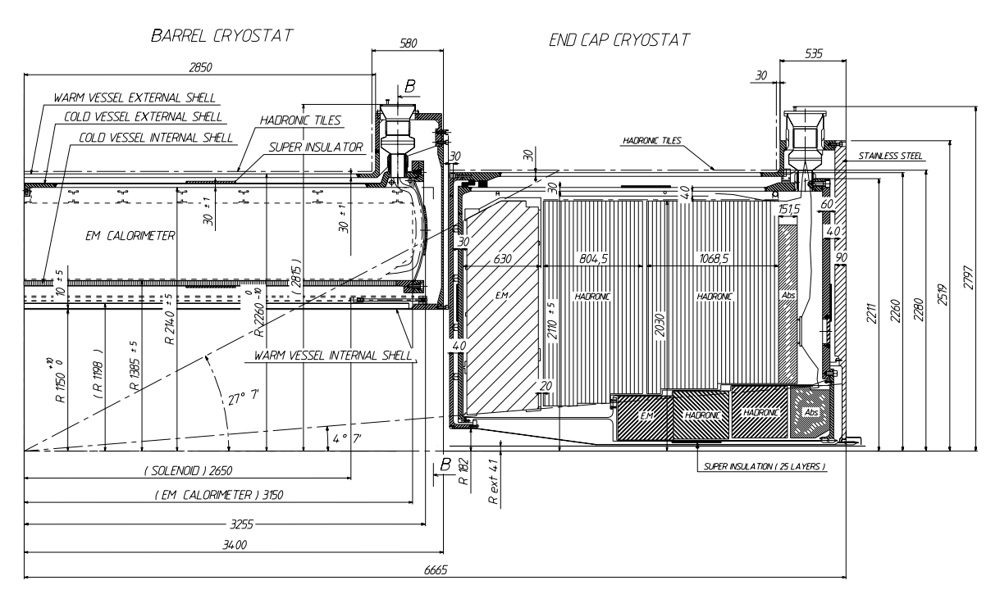 BARREL CRYOSTAT
END CAP CRYOSTAT
580
535
2850
30
B
WARM VESSEL EXTERNAL SHELL
COLD VESSEL EXTERNAL SHELL
COLD VESSEL INTERNAL SHELL
HADRONIC TILES
SUPER INSULATOR
HADRONIC TILES
STAINLESS STEEL
30
30
30
40
30 ± 1
30 ± 1
151,5
60
40
90
EM CALORIMETER
30
630
804,5
1068,5
E.M
HADRONIC
HADRONIC
Abs
10 ± 5
R 2140 ± 5
R 2260 0 -10
( 2815 )
2110 ± 5
2030
2211
2260
2280
2519
2797
R 1150 +10 0
( R 1198 )
R 1385 ± 5
WARM VESSEL INTERNAL SHELL
40
20
27° 7'
4° 7'
E.M
HADRONIC
HADRONIC
Abs
( SOLENOID ) 2650
B
R 182
R ext 41
SUPER INSULATION ( 25 LAYERS )
( EM CALORIMETER ) 3150
3255
3400
6665